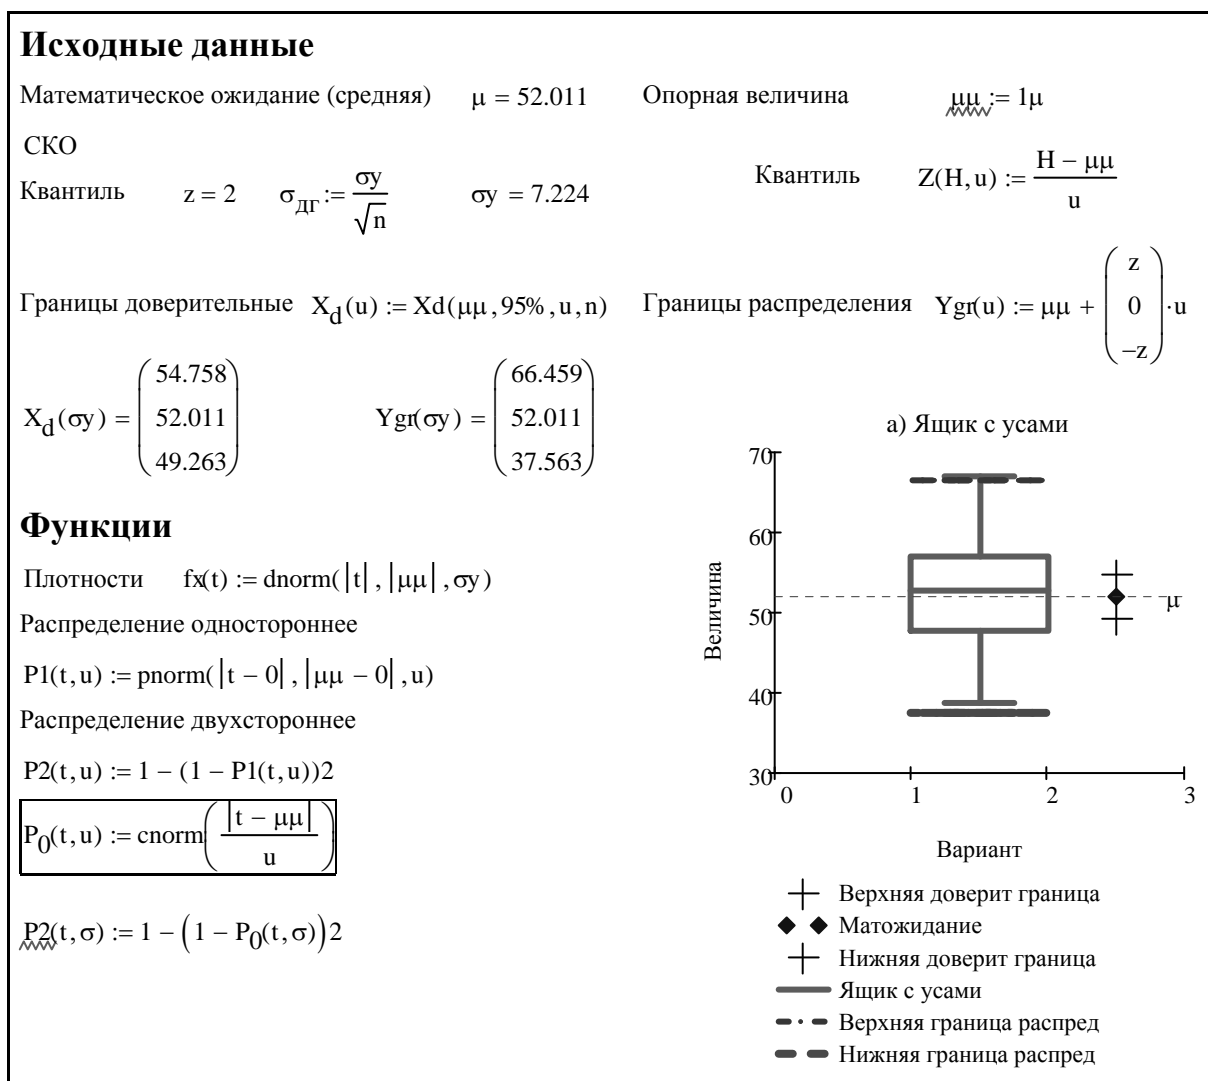 Исходные данные
Математическое ожидание (средняя) μ = 52.011 Опорная величина μμ := 1μ
СКО
Квантиль z = 2 σ_ДГ := σy / √n σy = 7.224 Квантиль Z(H,u) := (H − μμ) / u
Границы доверительные X_d(u) := Xd(μμ, 95%, u, n) Границы распределения Ygr(u) := μμ + (z 0 −z) · u
X_d(σy) = (54.758 52.011 49.263) Ygr(σy) = (66.459 52.011 37.563)
Функции
Плотности fx(t) := dnorm(|t|, |μμ|, σy)
Распределение одностороннее
P1(t,u) := pnorm(|t − 0|, |μμ − 0|, u)
Распределение двухстороннее
P2(t,u) := 1 − (1 − P1(t,u))2
P_0(t,u) := cnorm(|t − μμ| / u)
P2(t,σ) := 1 − (1 − P_0(t,σ))2
а) Ящик с усами
70
60
50
40
30
Величина
μ
0 1 2 3
Вариант
Верхняя доверит граница
Матожидание
Нижняя доверит граница
Ящик с усами
Верхняя граница распред
Нижняя граница распред